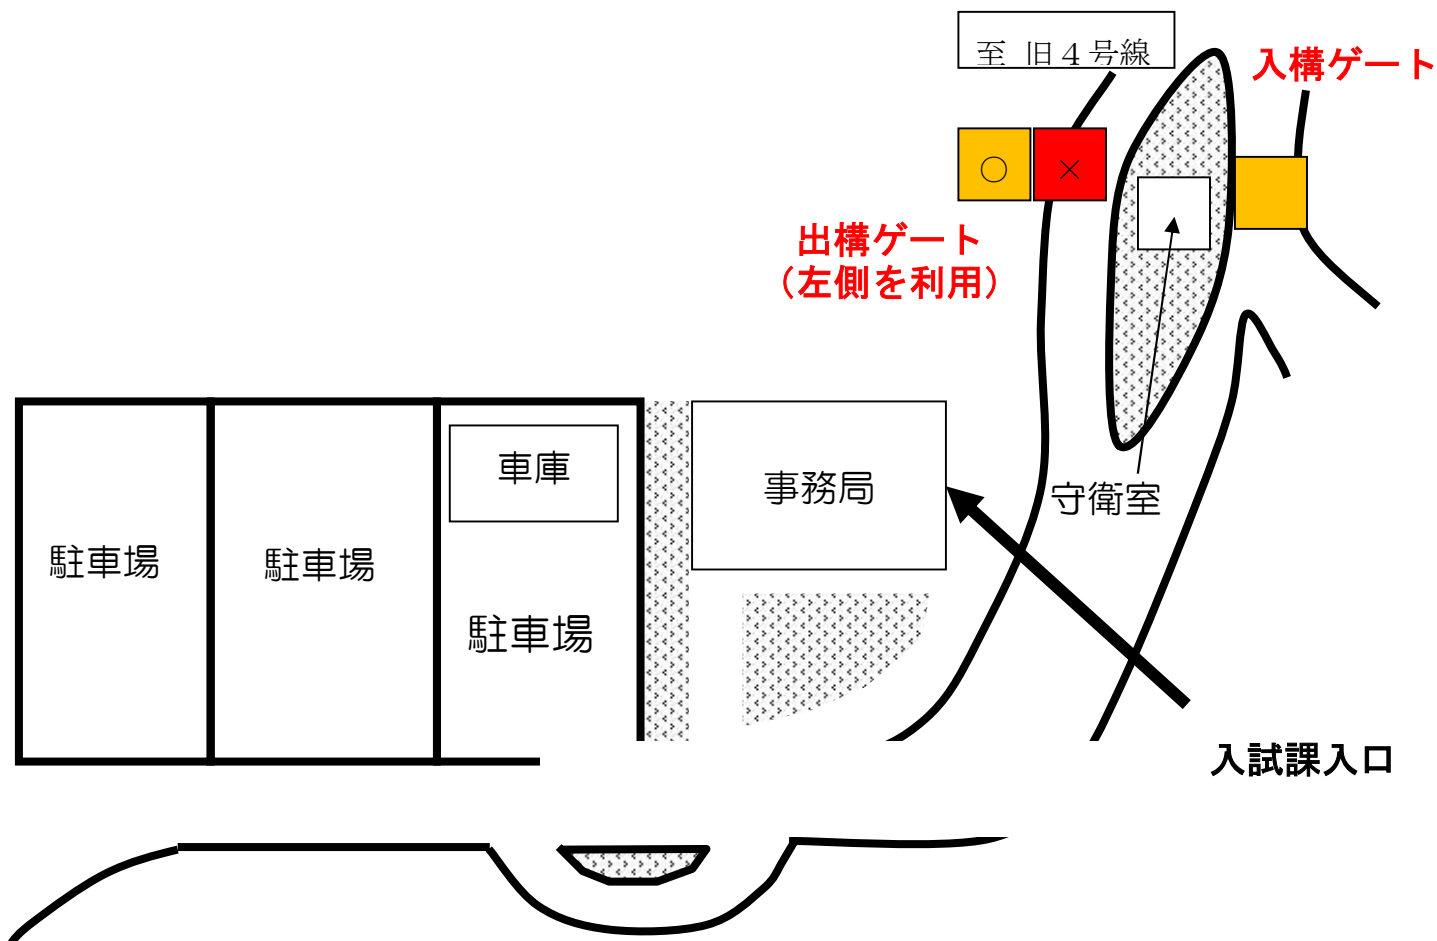 至 旧４号線
入構ゲート
○
×
出構ゲート
（左側を利用）
車庫
事務局
守衛室
駐車場
駐車場
駐車場
入試課入口